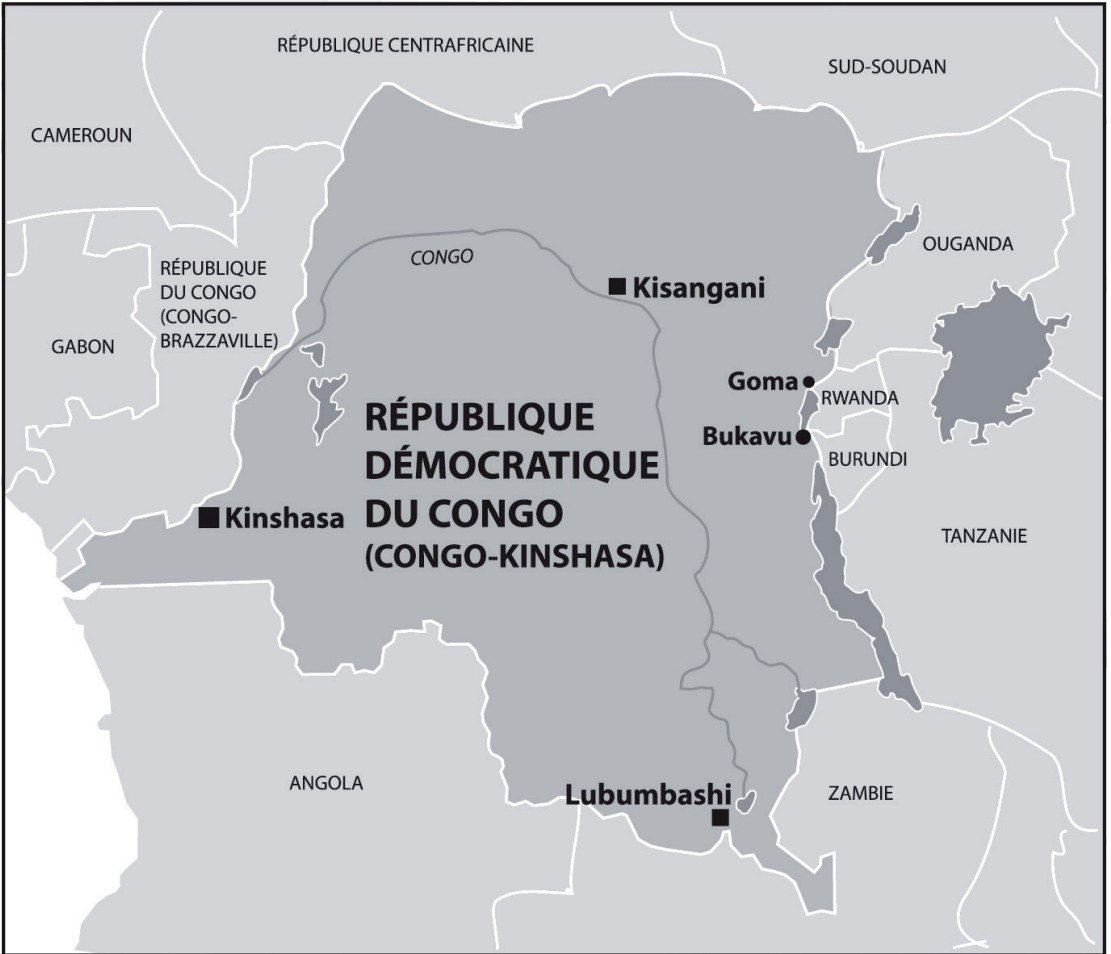 RÉPUBLIQUE CENTRAFRICAINE
SUD-SOUDAN
CAMEROUN
OUGANDA
CONGO
RÉPUBLIQUE
DU CONGO
(CONGO-
BRAZZAVILLE)
Kisangani
GABON
Goma
RWANDA
RÉPUBLIQUE
DÉMOCRATIQUE
DU CONGO
(CONGO-KINSHASA)
Bukavu
BURUNDI
Kinshasa
TANZANIE
ANGOLA
Lubumbashi
ZAMBIE